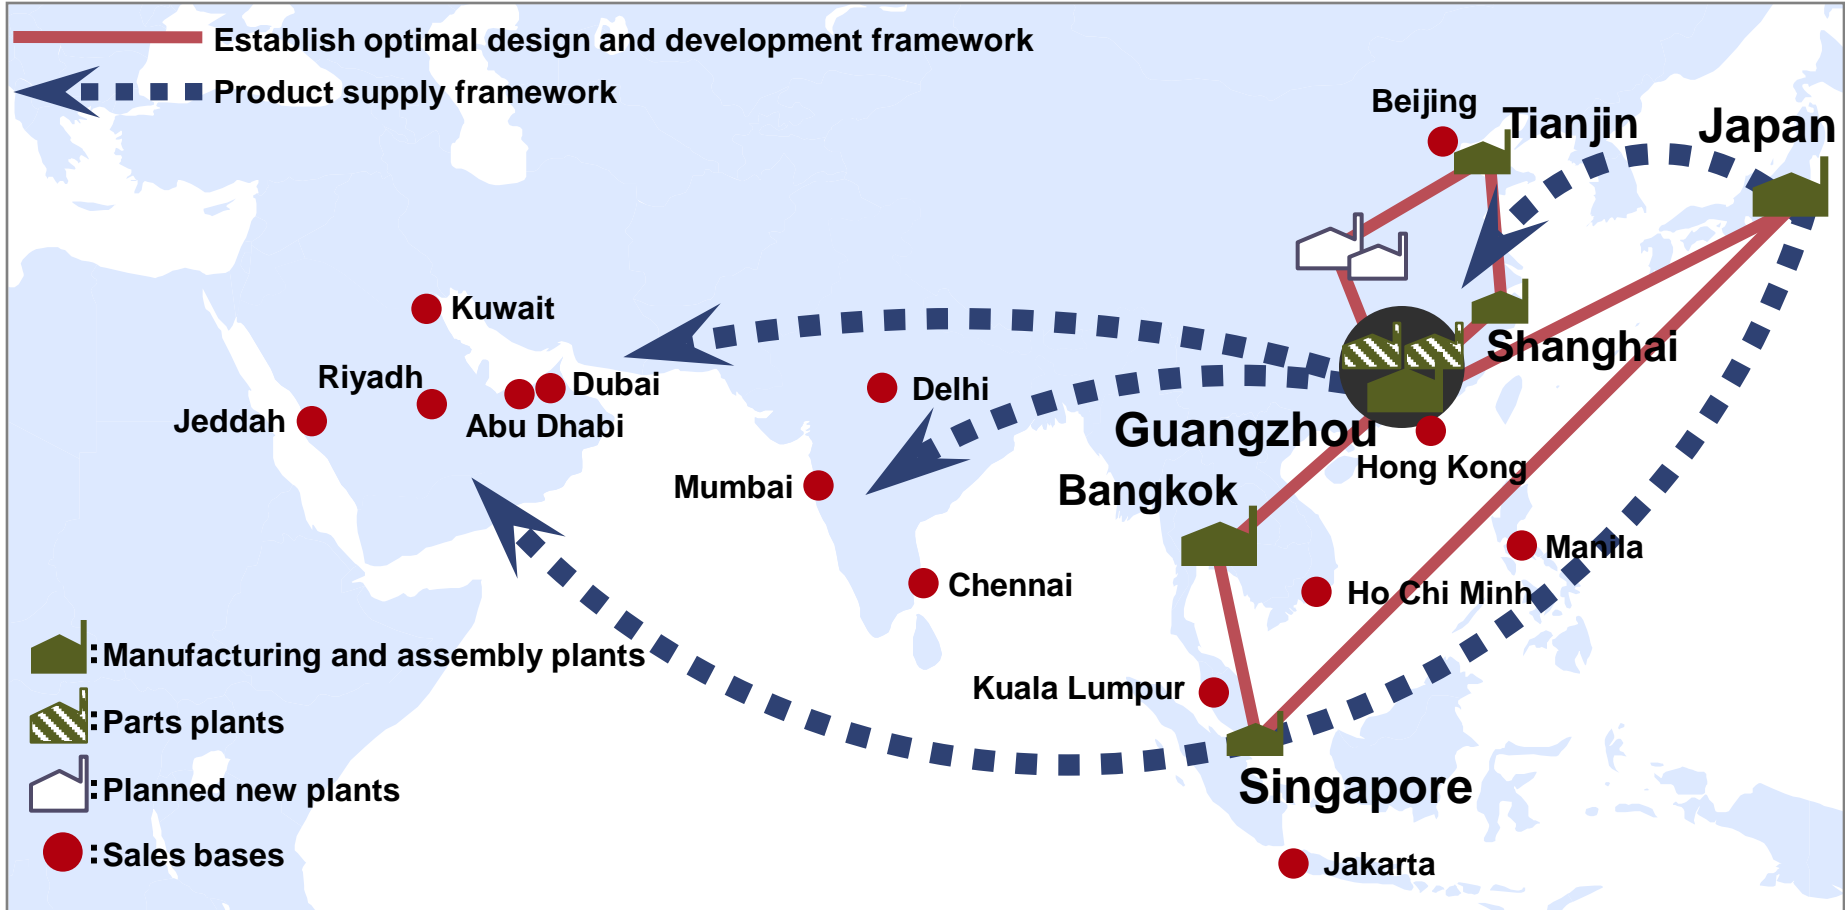 Establish optimal design and development framework
Product supply framework
Beijing
Tianjin
Japan
Kuwait
Shanghai
Riyadh
Dubai
Delhi
Jeddah
Abu Dhabi
Guangzhou
Hong Kong
Mumbai
Bangkok
Manila
Chennai
Ho Chi Minh
:Manufacturing and assembly plants
Kuala Lumpur
:Parts plants
Singapore
:Planned new plants
:Sales bases
Jakarta